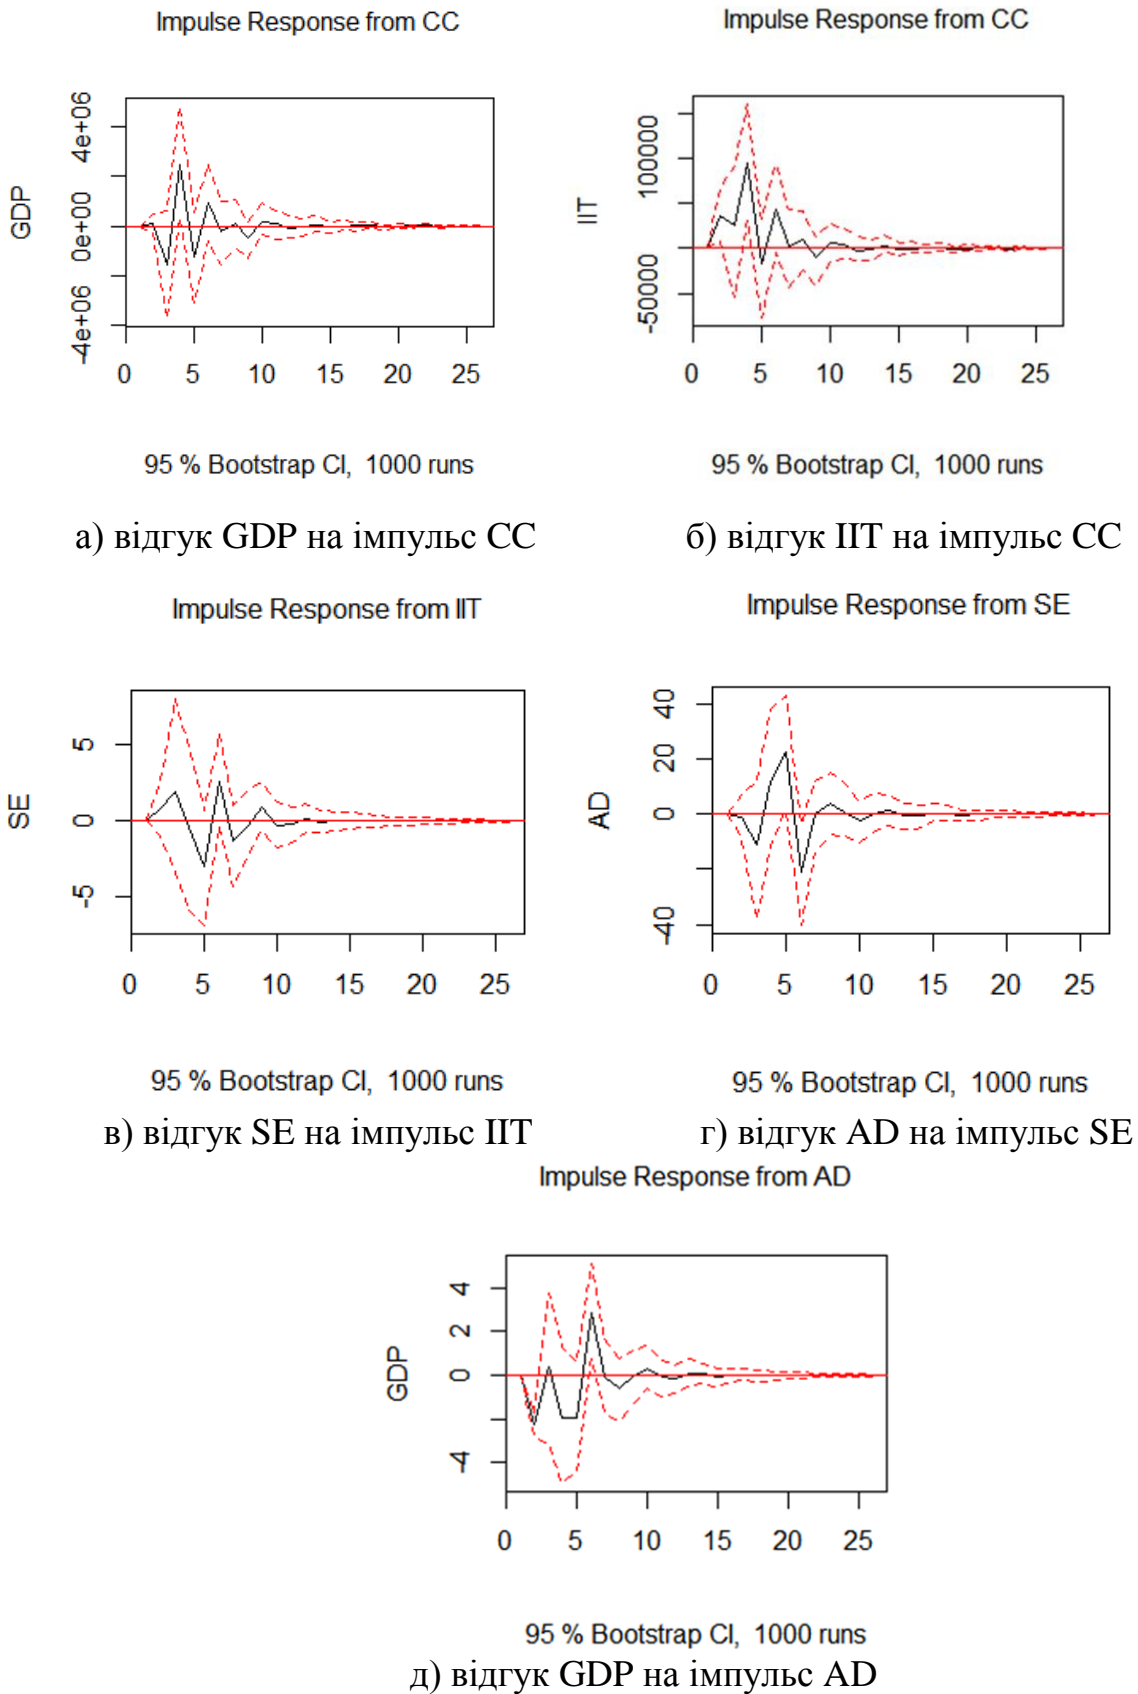 Impulse Response from CC
Impulse Response from CC
GDP
4e+06
0e+00
-4e+06
0 5 10 15 20 25
IIT
100000
-50000
0 5 10 15 20 25
95 % Bootstrap CI, 1000 runs
95 % Bootstrap CI, 1000 runs
а) відгук GDP на імпульс CC
б) відгук IIT на імпульс CC
Impulse Response from IIT
Impulse Response from SE
SE
5
0
-5
0 5 10 15 20 25
AD
40
20
0
-40
0 5 10 15 20 25
95 % Bootstrap CI, 1000 runs
95 % Bootstrap CI, 1000 runs
в) відгук SE на імпульс IIT
г) відгук AD на імпульс SE
Impulse Response from AD
GDP
4
2
0
-4
0 5 10 15 20 25
95 % Bootstrap CI, 1000 runs
д) відгук GDP на імпульс AD